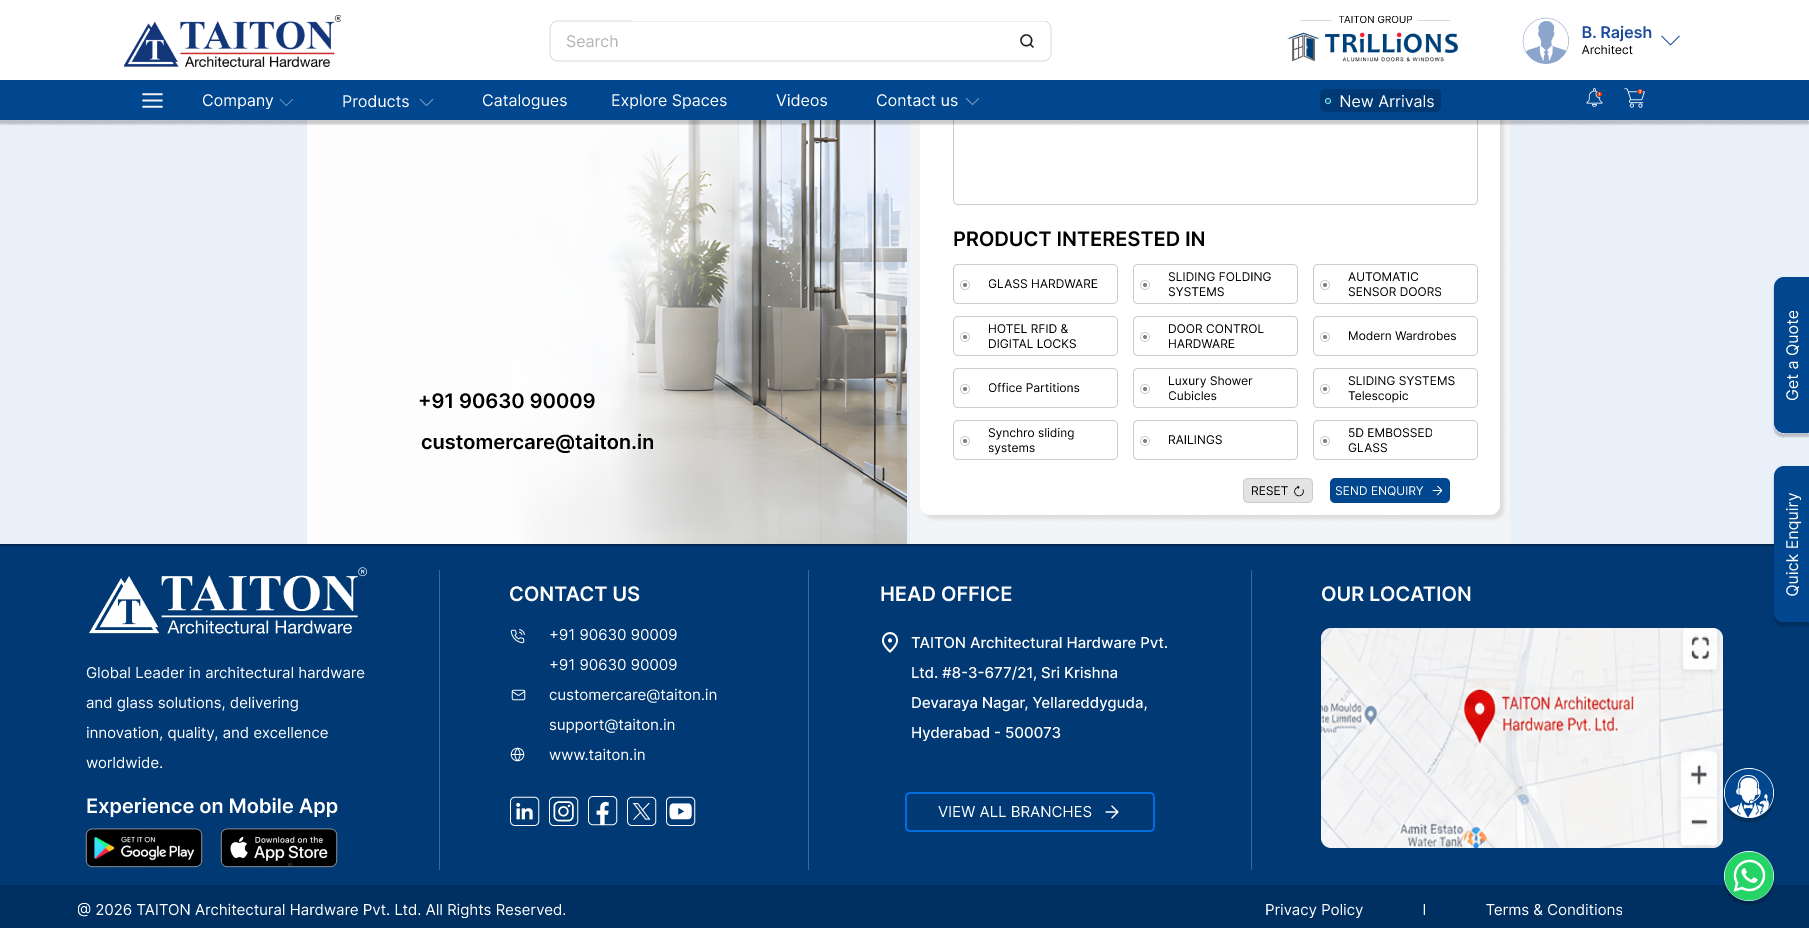 TAITON®
Architectural Hardware
Search
TAITON GROUP
TRiLLIONS
ALUMINIUM DOORS & WINDOWS
B. Rajesh
Architect
Company
Products
Catalogues
Explore Spaces
Videos
Contact us
New Arrivals
+91 90630 90009
customercare@taiton.in
PRODUCT INTERESTED IN
GLASS HARDWARE
SLIDING FOLDING
SYSTEMS
AUTOMATIC
SENSOR DOORS
HOTEL RFID &
DIGITAL LOCKS
DOOR CONTROL
HARDWARE
Modern Wardrobes
Office Partitions
Luxury Shower
Cubicles
SLIDING SYSTEMS
Telescopic
Synchro sliding
systems
RAILINGS
5D EMBOSSED
GLASS
RESET
SEND ENQUIRY
Get a Quote
Quick Enquiry
TAITON®
Architectural Hardware
Global Leader in architectural hardware
and glass solutions, delivering
innovation, quality, and excellence
worldwide.
Experience on Mobile App
GET IT ON
Google Play
Download on the
App Store
CONTACT US
+91 90630 90009
+91 90630 90009
customercare@taiton.in
support@taiton.in
www.taiton.in
HEAD OFFICE
TAITON Architectural Hardware Pvt.
Ltd. #8-3-677/21, Sri Krishna
Devaraya Nagar, Yellareddyguda,
Hyderabad - 500073
VIEW ALL BRANCHES
OUR LOCATION
TAITON Architectural
Hardware Pvt. Ltd.
a Moulds
te Limited
Amit Estate
Water Tank
@ 2026 TAITON Architectural Hardware Pvt. Ltd. All Rights Reserved.
Privacy Policy
|
Terms & Conditions